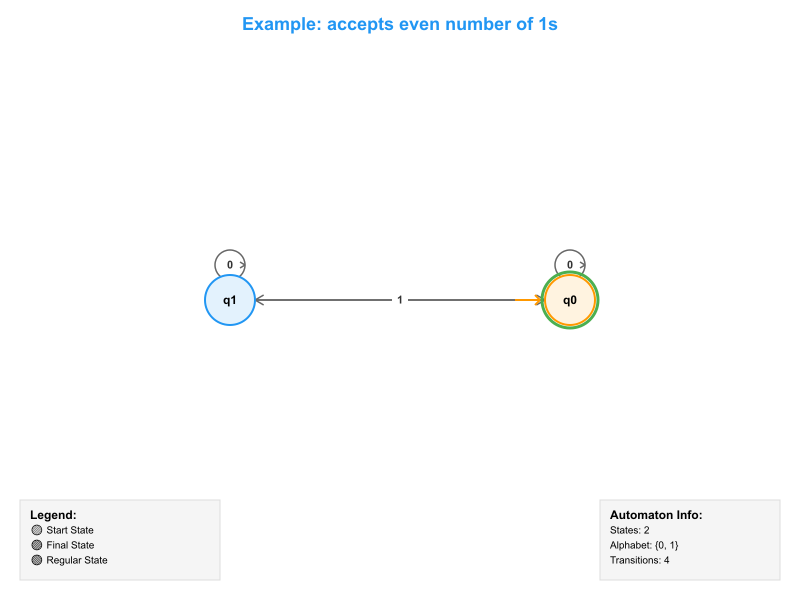 Example: accepts even number of 1s
0
0
q1
1
q0
Legend:
Start State
Final State
Regular State
Automaton Info:
States: 2
Alphabet: {0, 1}
Transitions: 4